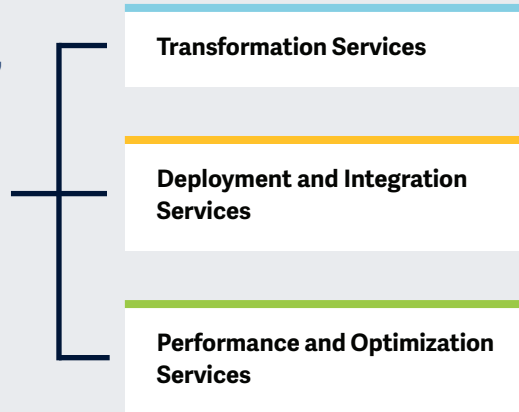 Transformation Services
Deployment and Integration
Services
Performance and Optimization
Services